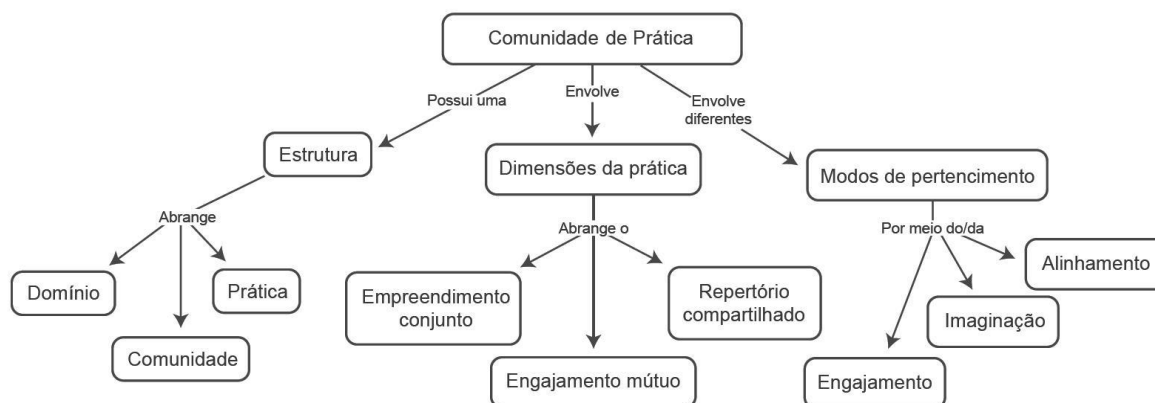 Comunidade de Prática
Possui uma
Envolve
Envolve
diferentes
Estrutura
Dimensões da prática
Modos de pertencimento
Abrange
Abrange o
Por meio do/da
Domínio
Prática
Comunidade
Empreendimento
conjunto
Repertório
compartilhado
Engajamento mútuo
Alinhamento
Imaginação
Engajamento